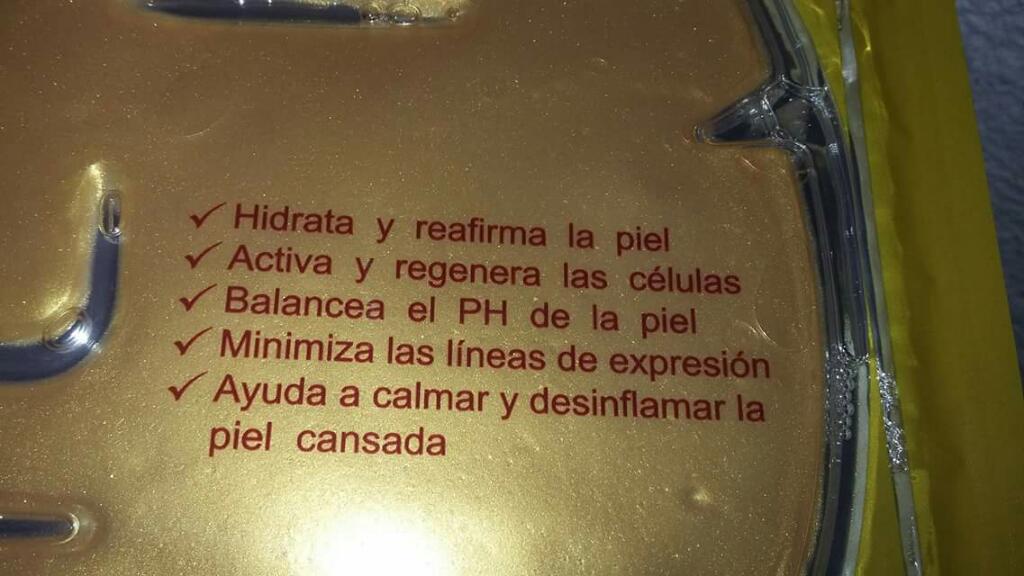 ✓ Hidrata y reafirma la piel
✓ Activa y regenera las células
✓ Balancea el PH de la piel
✓ Minimiza las líneas de expresión
✓ Ayuda a calmar y desinflamar la
piel cansada